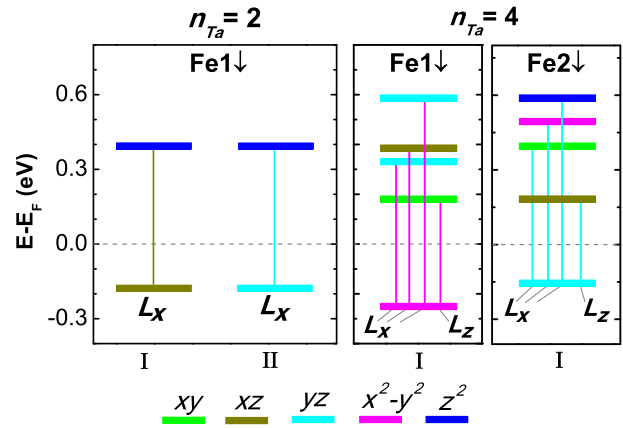 n_Ta = 2 n_Ta = 4
Fe1↓ Fe1↓ Fe2↓
0.6
0.3
0.0
-0.3
E-E_F (eV)
L_x L_x L_x L_z L_x L_z
I II I I
xy xz yz x²-y² z²